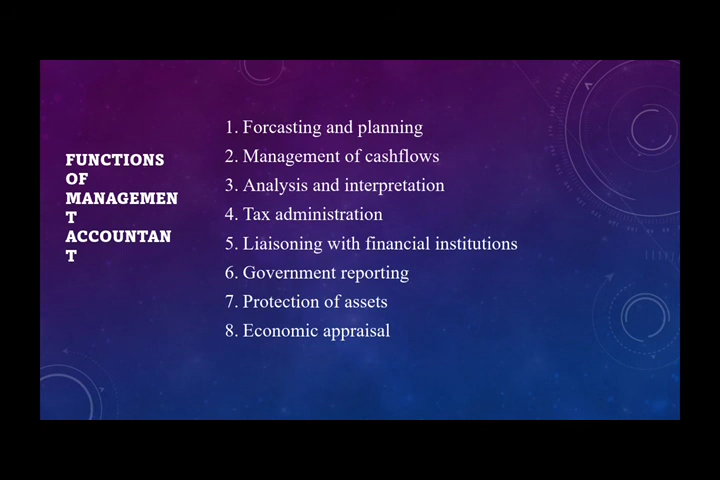 FUNCTIONS
OF
MANAGEMEN
T
ACCOUNTAN
T
1. Forcasting and planning
2. Management of cashflows
3. Analysis and interpretation
4. Tax administration
5. Liaisoning with financial institutions
6. Government reporting
7. Protection of assets
8. Economic appraisal